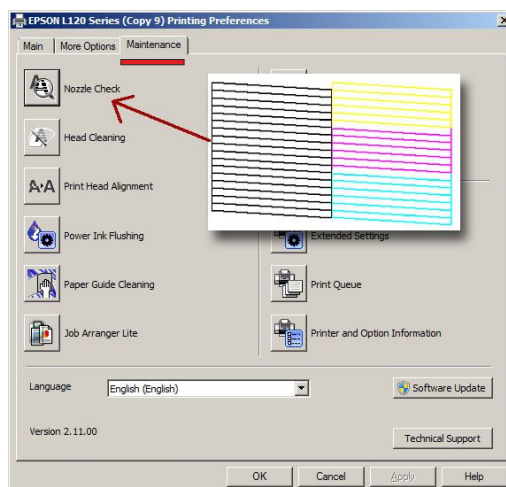 EPSON L120 Series (Copy 9) Printing Preferences
Main
More Options
Maintenance
Nozzle Check
Head Cleaning
Print Head Alignment
Power Ink Flushing
Extended Settings
Paper Guide Cleaning
Print Queue
Job Arranger Lite
Printer and Option Information
Language
English (English)
Software Update
Version 2.11.00
Technical Support
OK
Cancel
Apply
Help